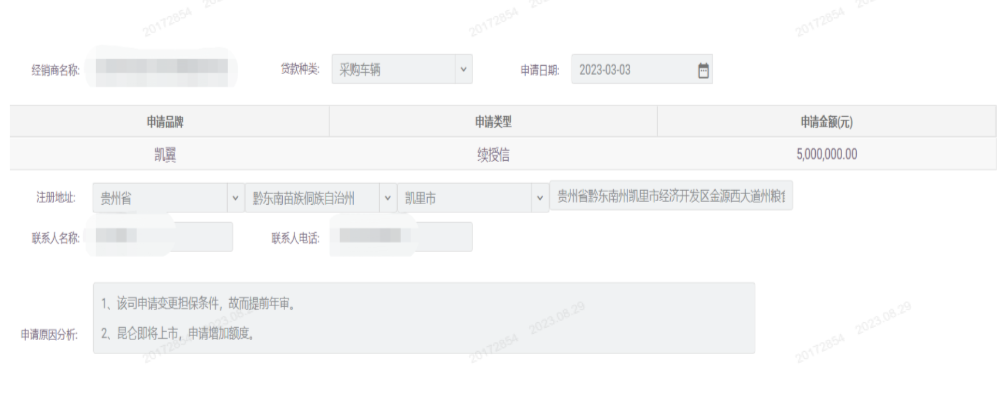 20172854
20172854
20172854
经销商名称:
贷款种类: 采购车辆
申请日期: 2023-03-03
申请品牌 申请类型 申请金额(元)
凯翼 续授信 5,000,000.00
注册地址: 贵州省 黔东南苗族侗族自治州 凯里市 贵州省黔东南州凯里市经济开发区金源西大道州粮
联系人名称: 联系人电话:
申请原因分析:
1、该司申请变更担保条件，故而提前年审。
2、昆仑即将上市，申请增加额度。
20172854 2023.08.29
20172854 2023.08.29
20172854 2023.08.29